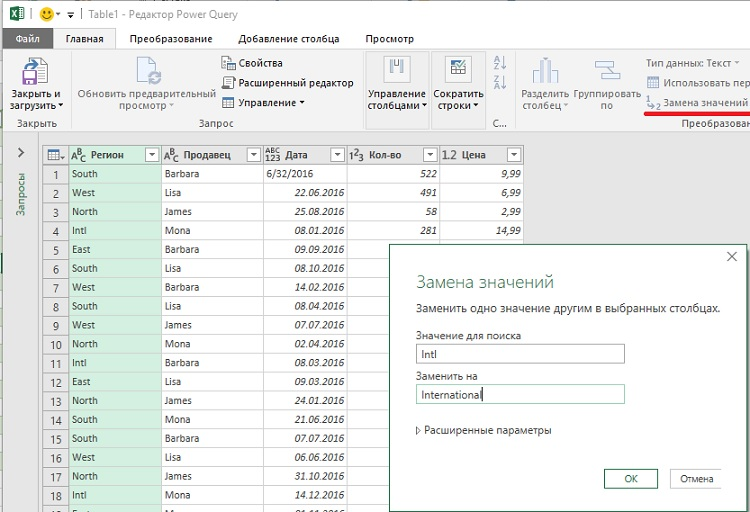 Table1 - Редактор Power Query
Файл Главная Преобразование Добавление столбца Просмотр
Закрыть и загрузить
Закрыть
Обновить предварительный просмотр
Свойства
Расширенный редактор
Управление
Запрос
Управление столбцами
Сократить строки
С...
Разделить столбец
Группировать по
Тип данных: Текст
Использовать пер
Замена значений
Преобразован
Запросы
Регион Продавец Дата Кол-во 1.2 Цена
1 South Barbara 6/32/2016 522 9,99
2 West Lisa 22.06.2016 491 6,99
3 North James 25.08.2016 58 2,99
4 Intl Mona 08.01.2016 281 14,99
5 East Barbara 09.09.2016
6 South Lisa 08.10.2016
7 West Barbara 14.02.2016
8 South Lisa 08.04.2016
9 West James 07.07.2016
10 North Mona 02.04.2016
11 Intl Barbara 08.03.2016
12 East Lisa 09.03.2016
13 North James 24.01.2016
14 South Mona 21.06.2016
15 South Barbara 07.07.2016
16 West Lisa 06.06.2016
17 North James 31.10.2016
18 Intl Mona 14.12.2016
Замена значений
Заменить одно значение другим в выбранных столбцах.
Значение для поиска
Intl
Заменить на
International
Расширенные параметры
ОК Отмена